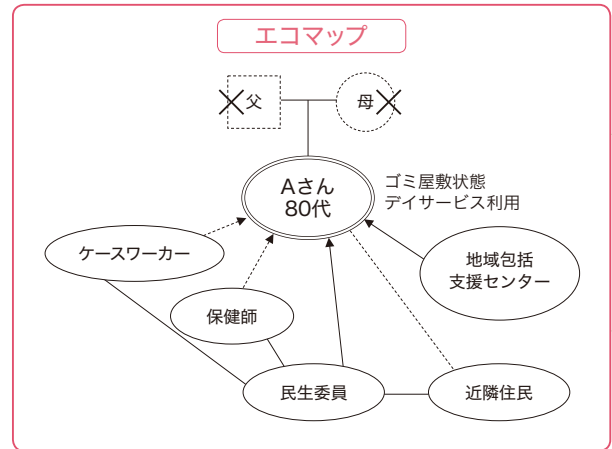 エコマップ
父
母
Aさん
80代
ゴミ屋敷状態
デイサービス利用
ケースワーカー
地域包括
支援センター
保健師
民生委員
近隣住民